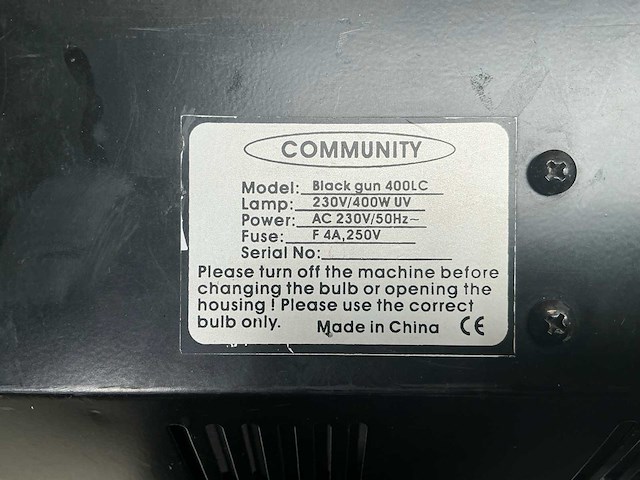 COMMUNITY
Model: Black gun 400LC
Lamp: 230V/400W UV
Power: AC 230V/50Hz~
Fuse: F 4A,250V
Serial No:
Please turn off the machine before
changing the bulb or opening the
housing ! Please use the correct
bulb only. Made in China CE